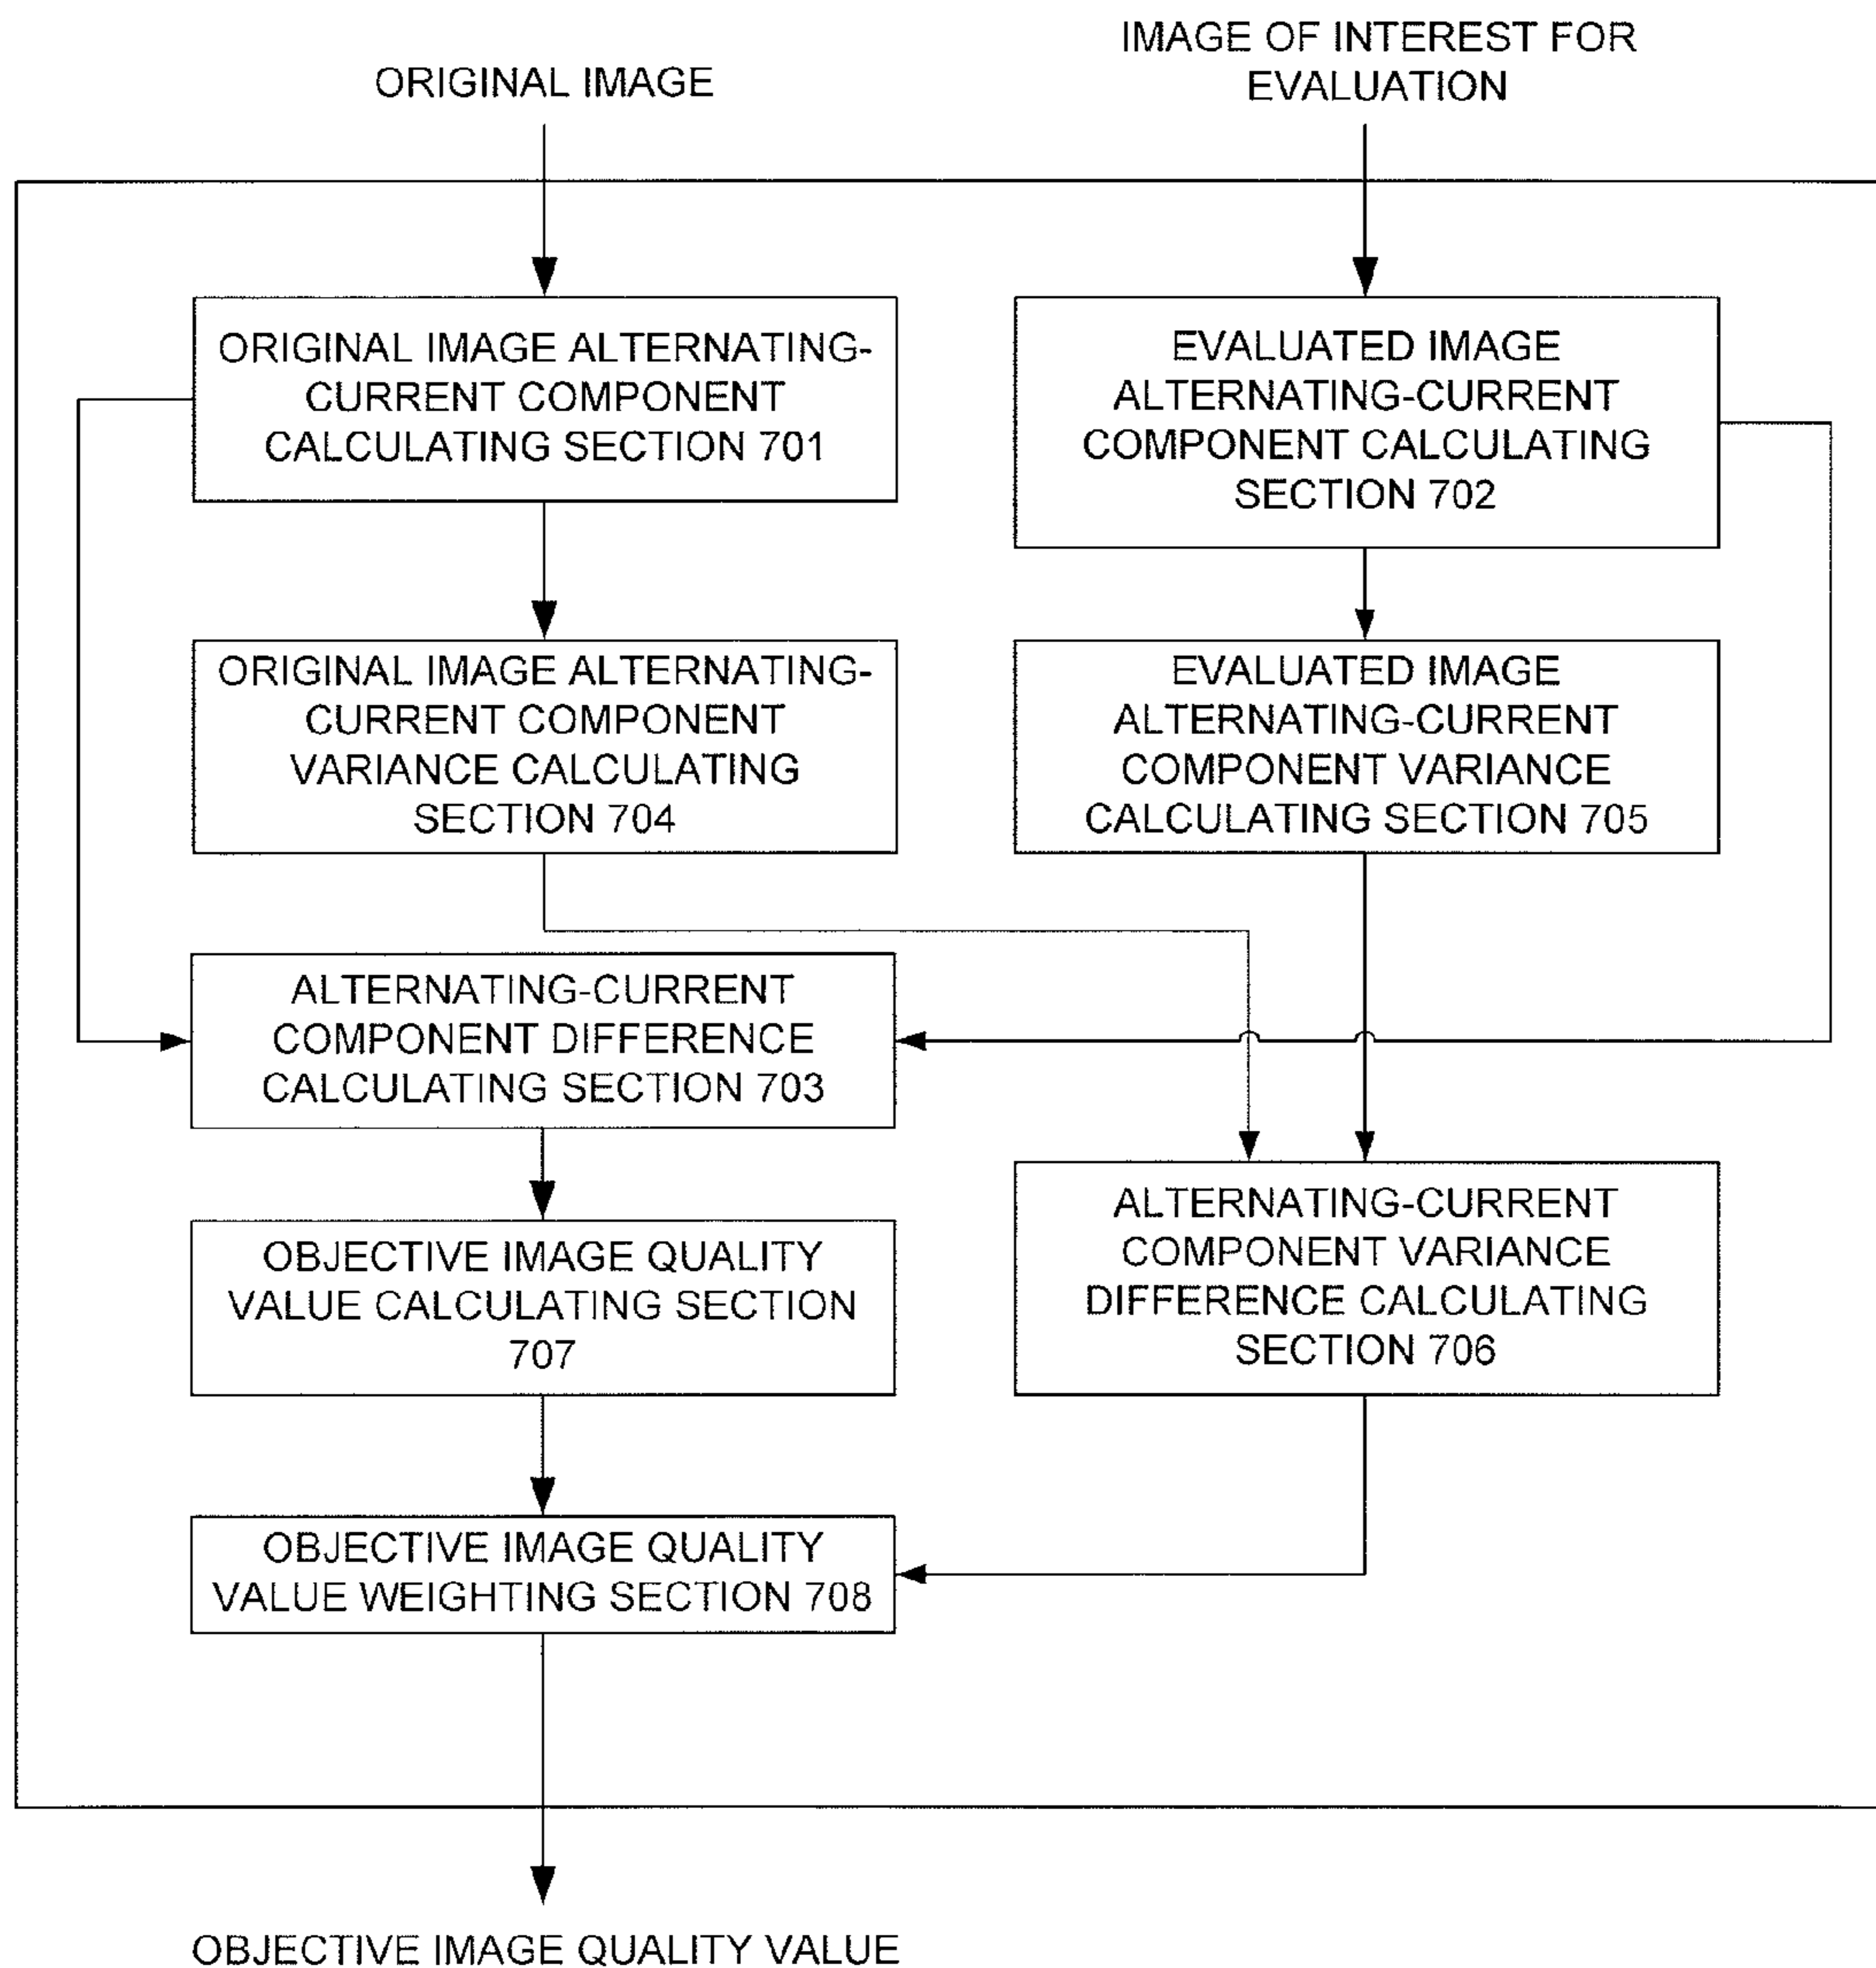 ORIGINAL IMAGE
IMAGE OF INTEREST FOR
EVALUATION
ORIGINAL IMAGE ALTERNATING-
CURRENT COMPONENT
CALCULATING SECTION 701
EVALUATED IMAGE
ALTERNATING-CURRENT
COMPONENT CALCULATING
SECTION 702
ORIGINAL IMAGE ALTERNATING-
CURRENT COMPONENT
VARIANCE CALCULATING
SECTION 704
EVALUATED IMAGE
ALTERNATING-CURRENT
COMPONENT VARIANCE
CALCULATING SECTION 705
ALTERNATING-CURRENT
COMPONENT DIFFERENCE
CALCULATING SECTION 703
ALTERNATING-CURRENT
COMPONENT VARIANCE
DIFFERENCE CALCULATING
SECTION 706
OBJECTIVE IMAGE QUALITY
VALUE CALCULATING SECTION
707
OBJECTIVE IMAGE QUALITY
VALUE WEIGHTING SECTION 708
OBJECTIVE IMAGE QUALITY VALUE